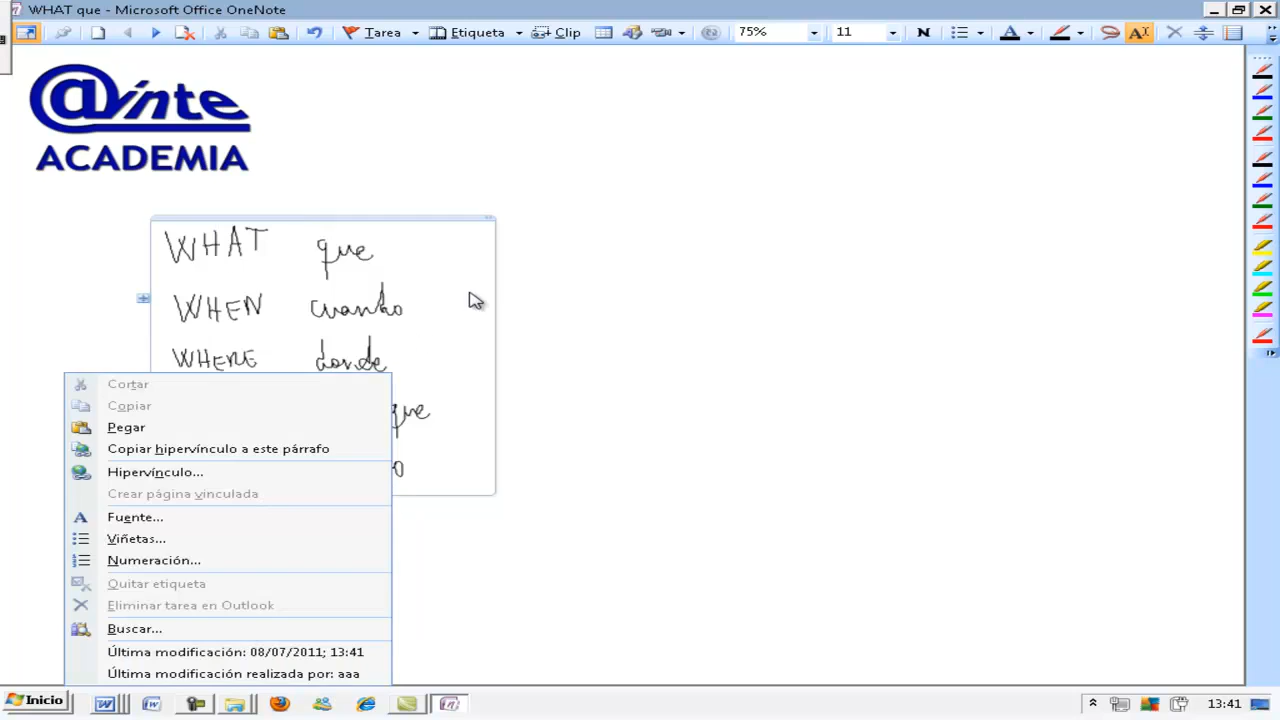 WHAT que - Microsoft Office OneNote
Tarea Etiqueta Clip 75% 11 N A A
@inte
ACADEMIA
WHAT que
WHEN cuando
WHERE donde
que
o
Cortar
Copiar
Pegar
Copiar hipervínculo a este párrafo
Hipervínculo...
Crear página vinculada
Fuente...
Viñetas...
Numeración...
Quitar etiqueta
Eliminar tarea en Outlook
Buscar...
Última modificación: 08/07/2011; 13:41
Última modificación realizada por: aaa
Inicio 13:41